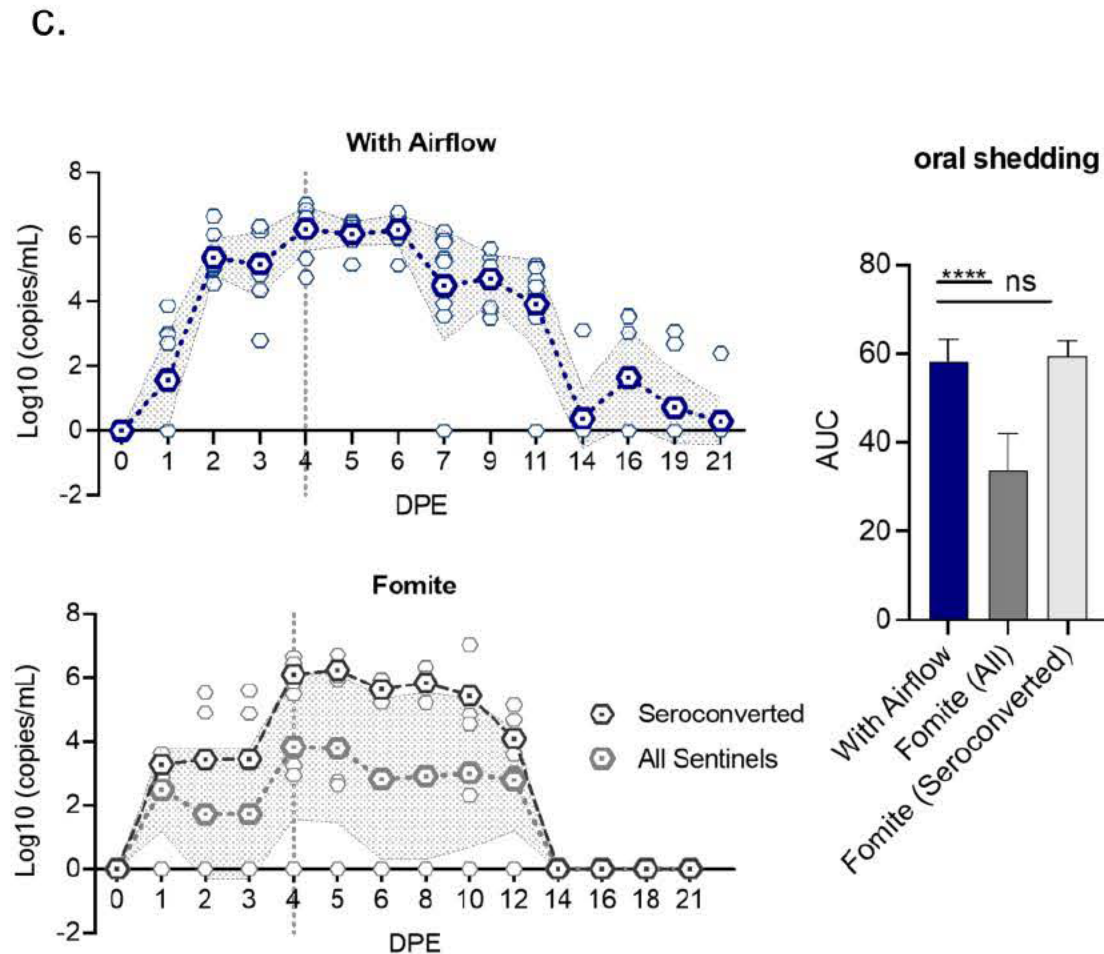 C.
With Airflow
Log10 (copies/mL)
8
6
4
2
0
-2
0 1 2 3 4 5 6 7 9 11 14 16 19 21
DPE
Fomite
Log10 (copies/mL)
8
6
4
2
0
-2
0 1 2 3 4 5 6 8 10 12 14 16 18 21
DPE
Seroconverted
All Sentinels
oral shedding
AUC
80
60
40
20
0
**** ns
With Airflow
Fomite (All)
Fomite (Seroconverted)